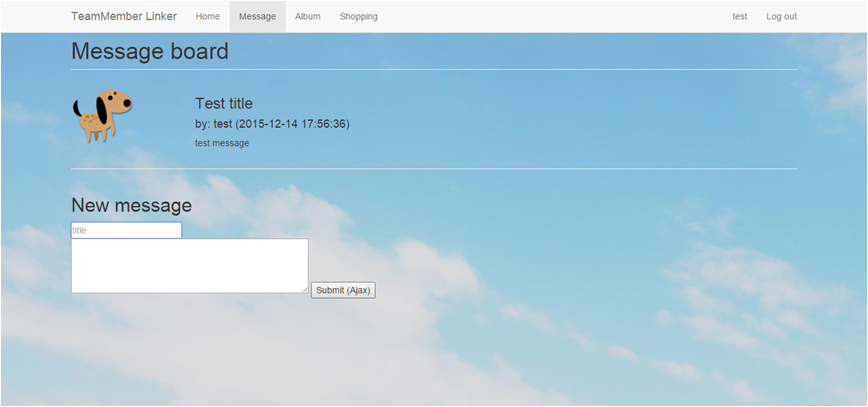 TeamMember Linker Home Message Album Shopping test Log out
Message board
Test title
by: test (2015-12-14 17:56:36)
test message
New message
title
Submit (Ajax)